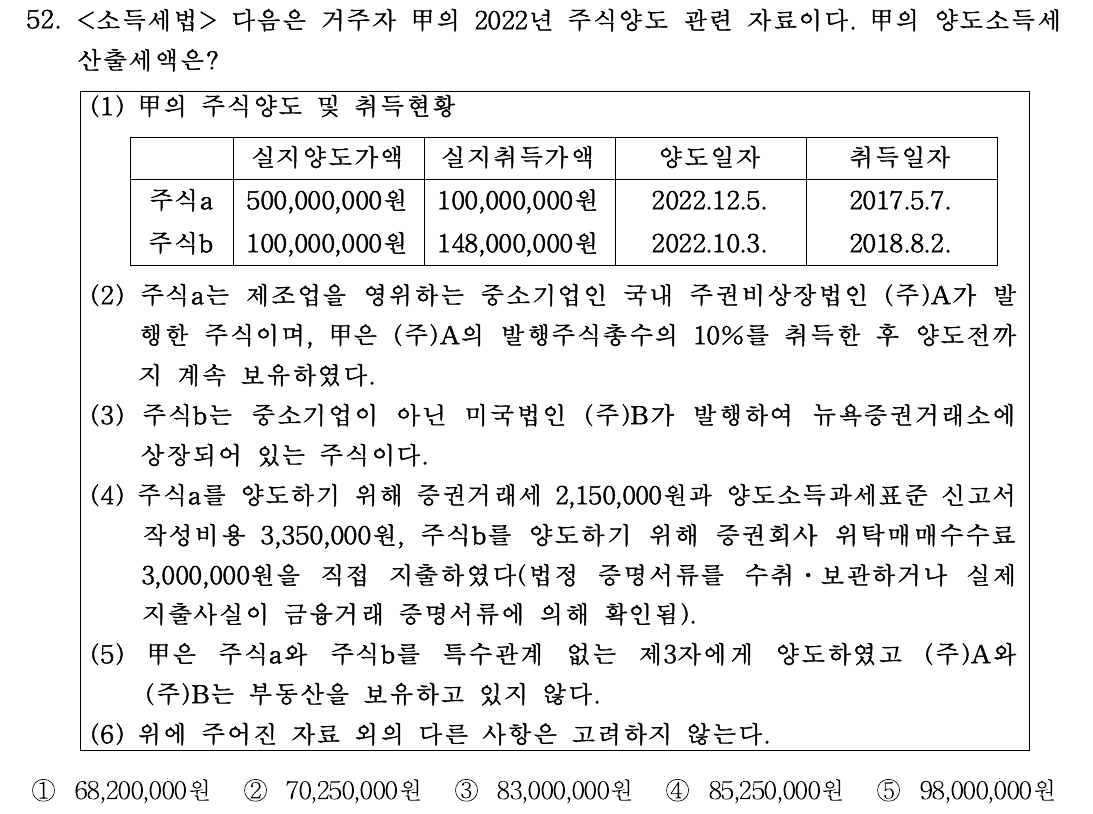 52. <소득세법> 다음은 거주자 甲의 2022년 주식양도 관련 자료이다. 甲의 양도소득세
산출세액은?
(1) 甲의 주식양도 및 취득현황
실지양도가액 실지취득가액 양도일자 취득일자
주식a 500,000,000원 100,000,000원 2022.12.5. 2017.5.7.
주식b 100,000,000원 148,000,000원 2022.10.3. 2018.8.2.
(2) 주식a는 제조업을 영위하는 중소기업인 국내 주권비상장법인 (주)A가 발
행한 주식이며, 甲은 (주)A의 발행주식총수의 10%를 취득한 후 양도전까
지 계속 보유하였다.
(3) 주식b는 중소기업이 아닌 미국법인 (주)B가 발행하여 뉴욕증권거래소에
상장되어 있는 주식이다.
(4) 주식a를 양도하기 위해 증권거래세 2,150,000원과 양도소득과세표준 신고서
작성비용 3,350,000원, 주식b를 양도하기 위해 증권회사 위탁매매수수료
3,000,000원을 직접 지출하였다(법정 증명서류를 수취·보관하거나 실제
지출사실이 금융거래 증명서류에 의해 확인됨).
(5) 甲은 주식a와 주식b를 특수관계 없는 제3자에게 양도하였고 (주)A와
(주)B는 부동산을 보유하고 있지 않다.
(6) 위에 주어진 자료 외의 다른 사항은 고려하지 않는다.
① 68,200,000원 ② 70,250,000원 ③ 83,000,000원 ④ 85,250,000원 ⑤ 98,000,000원